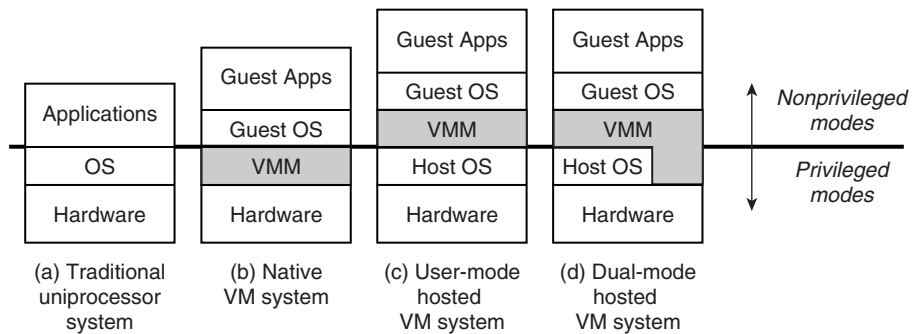 Applications
OS
Hardware
(a) Traditional
uniprocessor
system
Guest Apps
Guest OS
VMM
Hardware
(b) Native
VM system
Guest Apps
Guest OS
VMM
Host OS
Hardware
(c) User-mode
hosted
VM system
Guest Apps
Guest OS
VMM
Host OS
Hardware
(d) Dual-mode
hosted
VM system
Nonprivileged
modes
Privileged
modes